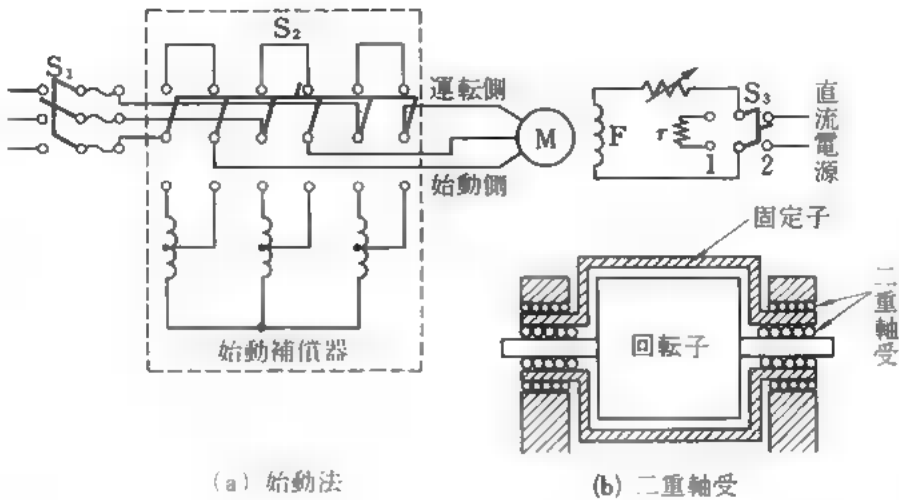 S₁
S₂
運転側
始動側
M
F
r
1
2
S₃
直流電源
始動補償器
固定子
二重軸受
回転子
(a) 始動法
(b) 二重軸受